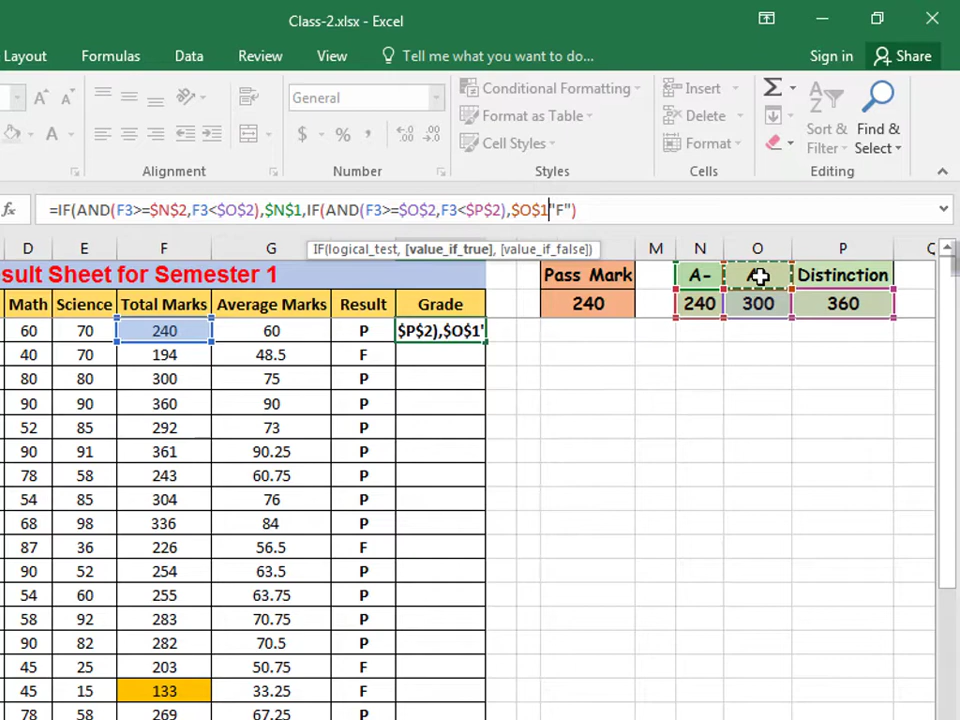 Class-2.xlsx - Excel
Layout Formulas Data Review View Tell me what you want to do... Sign in Share
General
Conditional Formatting
Format as Table
Cell Styles
Insert
Delete
Format
Sort & Filter
Find & Select
Alignment Number Styles Cells Editing
fx =IF(AND(F3>=$N$2,F3<$O$2),$N$1,IF(AND(F3>=$O$2,F3<$P$2),$O$1"F")
IF(logical_test, [value_if_true], [value_if_false])
D E F G M N O P Q
sult Sheet for Semester 1 Pass Mark A- Distinction
Math Science Total Marks Average Marks Result Grade 240 240 300 360
60 70 240 60 P $P$2),$O$1'
40 70 194 48.5 F
80 80 300 75 P
90 90 360 90 P
52 85 292 73 P
90 91 361 90.25 P
78 58 243 60.75 P
54 85 304 76 P
68 98 336 84 P
87 36 226 56.5 F
90 52 254 63.5 P
54 60 255 63.75 P
58 92 283 70.75 P
90 82 282 70.5 P
45 25 203 50.75 F
45 15 133 33.25 F
78 58 269 67.25 P